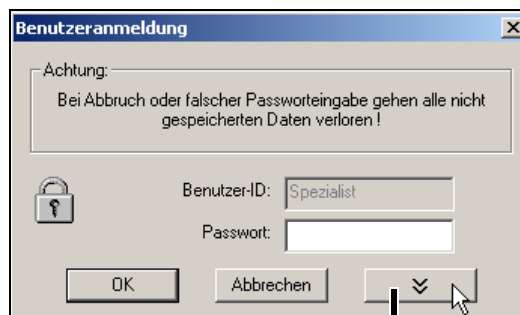 Benutzeranmeldung
Achtung:
Bei Abbruch oder falscher Passworteingabe gehen alle nicht
gespeicherten Daten verloren !
Benutzer-ID: Spezialist
Passwort:
OK Abbrechen